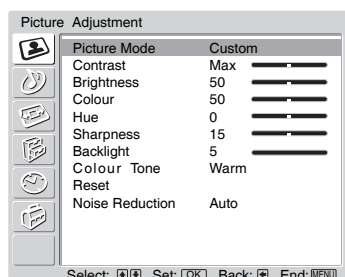 Picture Adjustment
Picture Mode Custom
Contrast Max
Brightness 50
Colour 50
Hue 0
Sharpness 15
Backlight 5
Colour Tone Warm
Reset
Noise Reduction Auto
Select: Set: OK Back: End: MENU